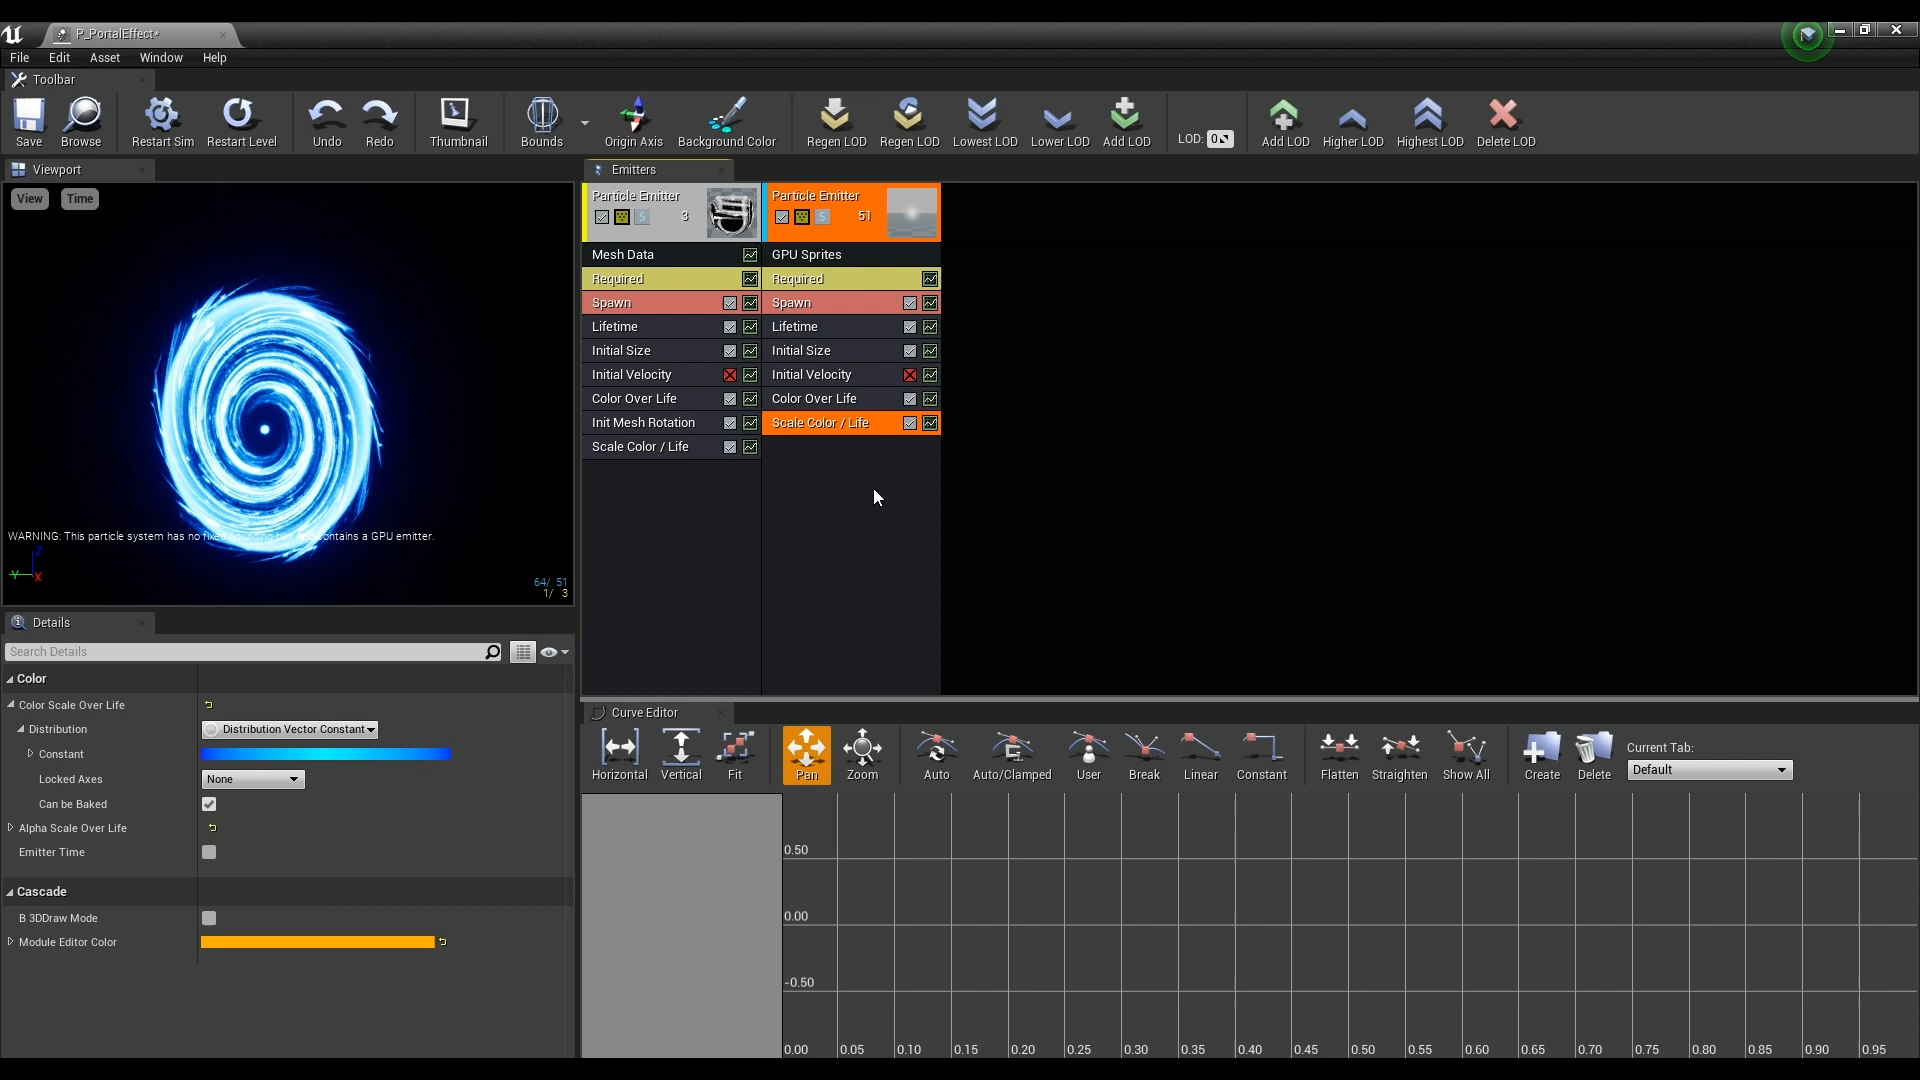 P_PortalEffect*
File Edit Asset Window Help
Toolbar
Save Browse Restart Sim Restart Level Undo Redo Thumbnail Bounds Origin Axis Background Color Regen LOD Regen LOD Lowest LOD Lower LOD Add LOD LOD: 0 Add LOD Higher LOD Highest LOD Delete LOD
Viewport
View Time
WARNING: This particle system has no fixed bounding box and contains a GPU emitter.
Z
Y X
64/ 51
1/ 3
Emitters
Particle Emitter
S 3
Mesh Data
Required
Spawn
Lifetime
Initial Size
Initial Velocity
Color Over Life
Init Mesh Rotation
Scale Color / Life
Particle Emitter
S 51
GPU Sprites
Required
Spawn
Lifetime
Initial Size
Initial Velocity
Color Over Life
Scale Color / Life
Details
Search Details
Color
Color Scale Over Life
Distribution Distribution Vector Constant
Constant
Locked Axes None
Can be Baked
Alpha Scale Over Life
Emitter Time
Cascade
B 3DDraw Mode
Module Editor Color
Curve Editor
Horizontal Vertical Fit Pan Zoom Auto Auto/Clamped User Break Linear Constant Flatten Straighten Show All Create Delete
Current Tab:
Default
0.50
0.00
-0.50
0.00 0.05 0.10 0.15 0.20 0.25 0.30 0.35 0.40 0.45 0.50 0.55 0.60 0.65 0.70 0.75 0.80 0.85 0.90 0.95